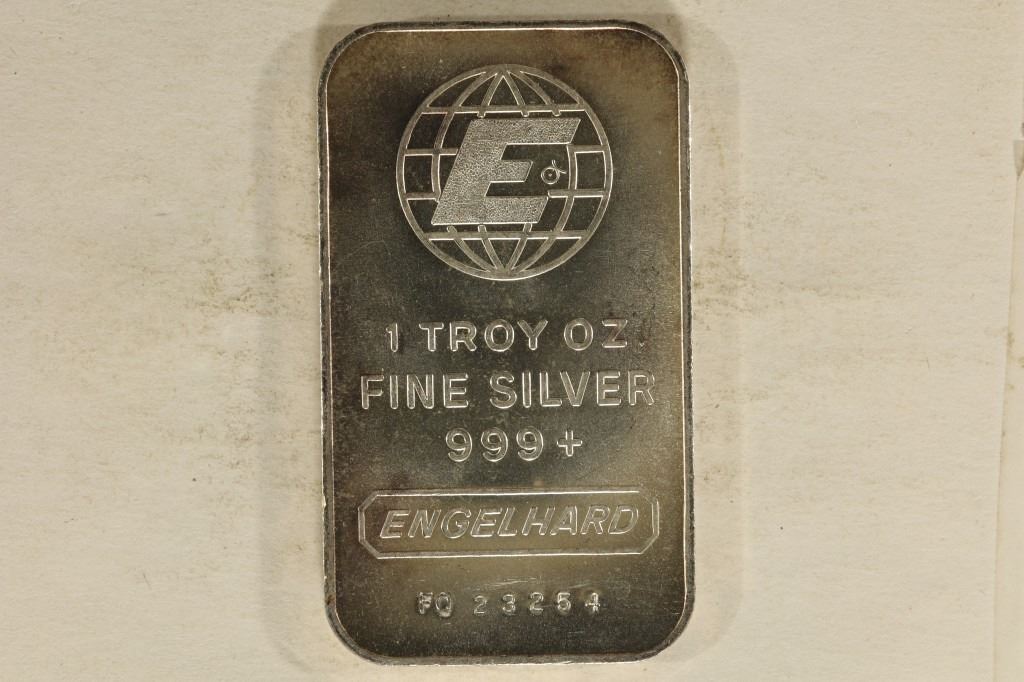 E
1 TROY OZ.
FINE SILVER
999+
ENGELHARD
FQ 23254